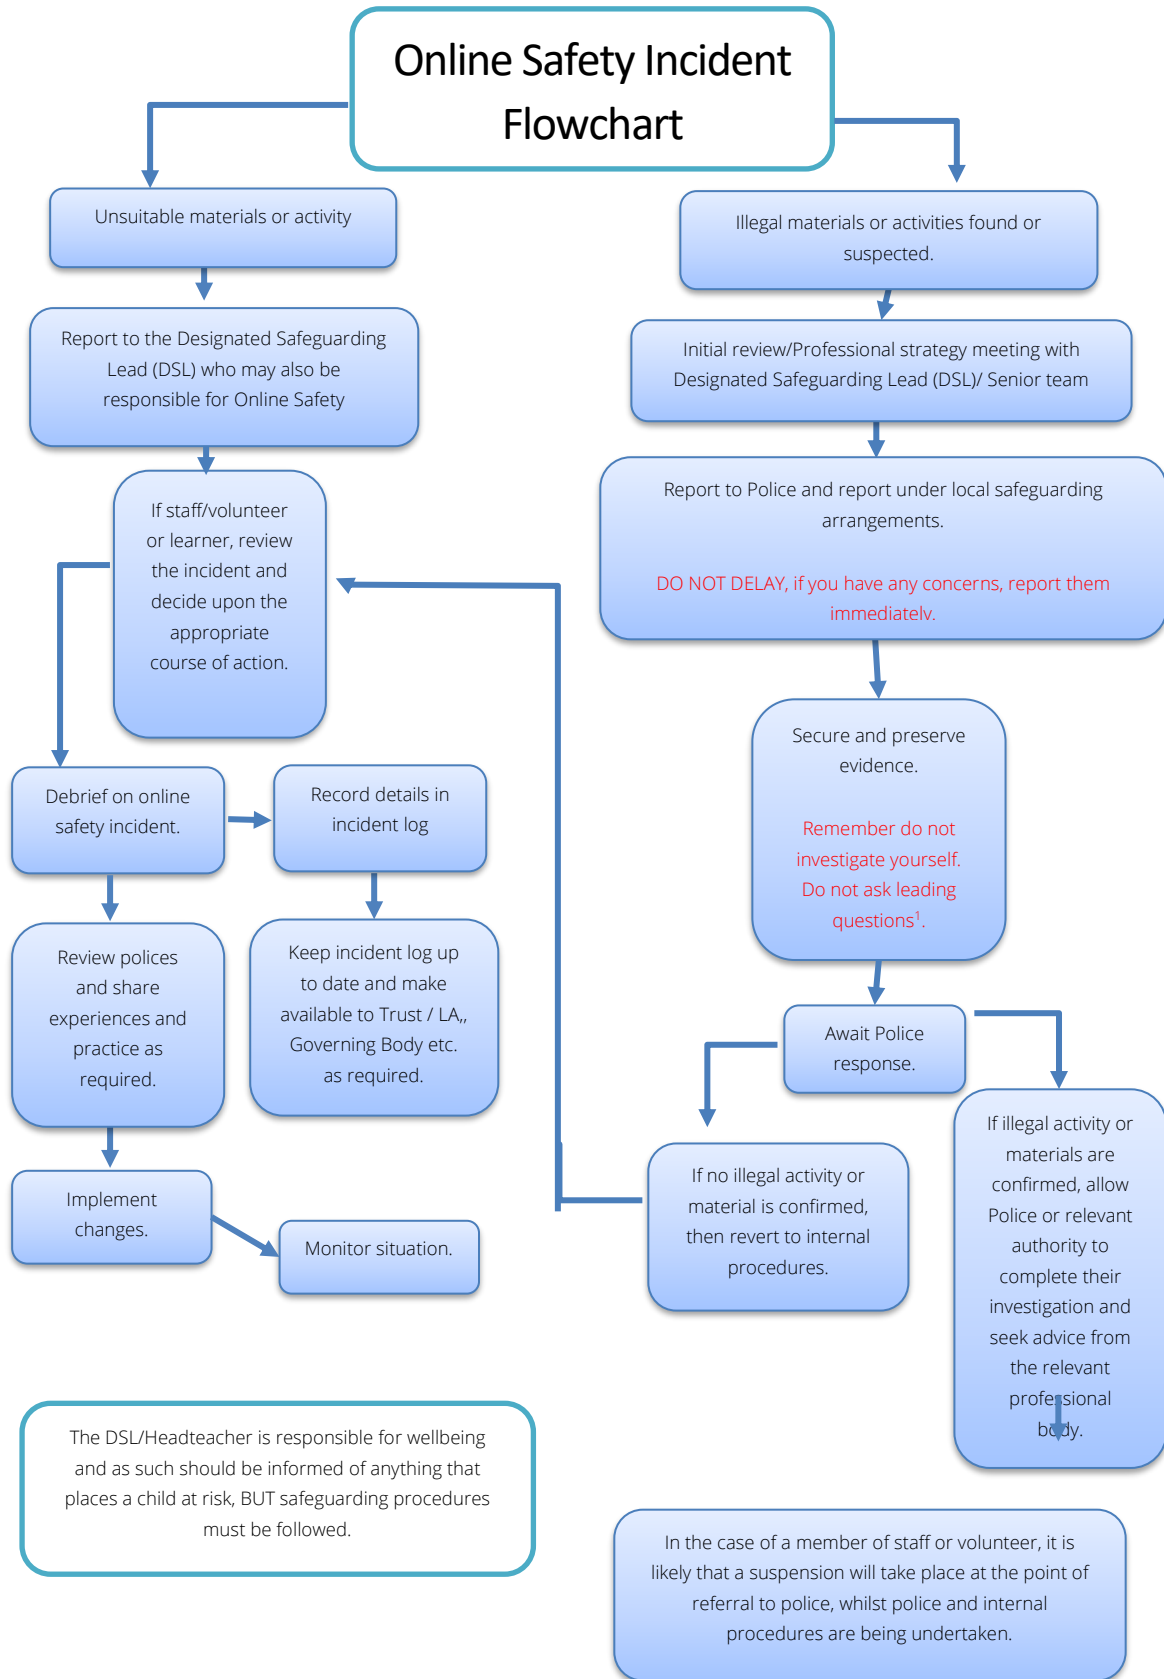 Online Safety Incident
Flowchart
Unsuitable materials or activity
Report to the Designated Safeguarding
Lead (DSL) who may also be
responsible for Online Safety
If staff/volunteer
or learner, review
the incident and
decide upon the
appropriate
course of action.
Debrief on online
safety incident.
Record details in
incident log
Review polices
and share
experiences and
practice as
required.
Keep incident log up
to date and make
available to Trust / LA,,
Governing Body etc.
as required.
Implement
changes.
Monitor situation.
Illegal materials or activities found or
suspected.
Initial review/Professional strategy meeting with
Designated Safeguarding Lead (DSL)/ Senior team
Report to Police and report under local safeguarding
arrangements.
DO NOT DELAY, if you have any concerns, report them
immediately.
Secure and preserve
evidence.
Remember do not
investigate yourself.
Do not ask leading
questions¹.
Await Police
response.
If no illegal activity or
material is confirmed,
then revert to internal
procedures.
If illegal activity or
materials are
confirmed, allow
Police or relevant
authority to
complete their
investigation and
seek advice from
the relevant
professional
body.
The DSL/Headteacher is responsible for wellbeing
and as such should be informed of anything that
places a child at risk, BUT safeguarding procedures
must be followed.
In the case of a member of staff or volunteer, it is
likely that a suspension will take place at the point of
referral to police, whilst police and internal
procedures are being undertaken.